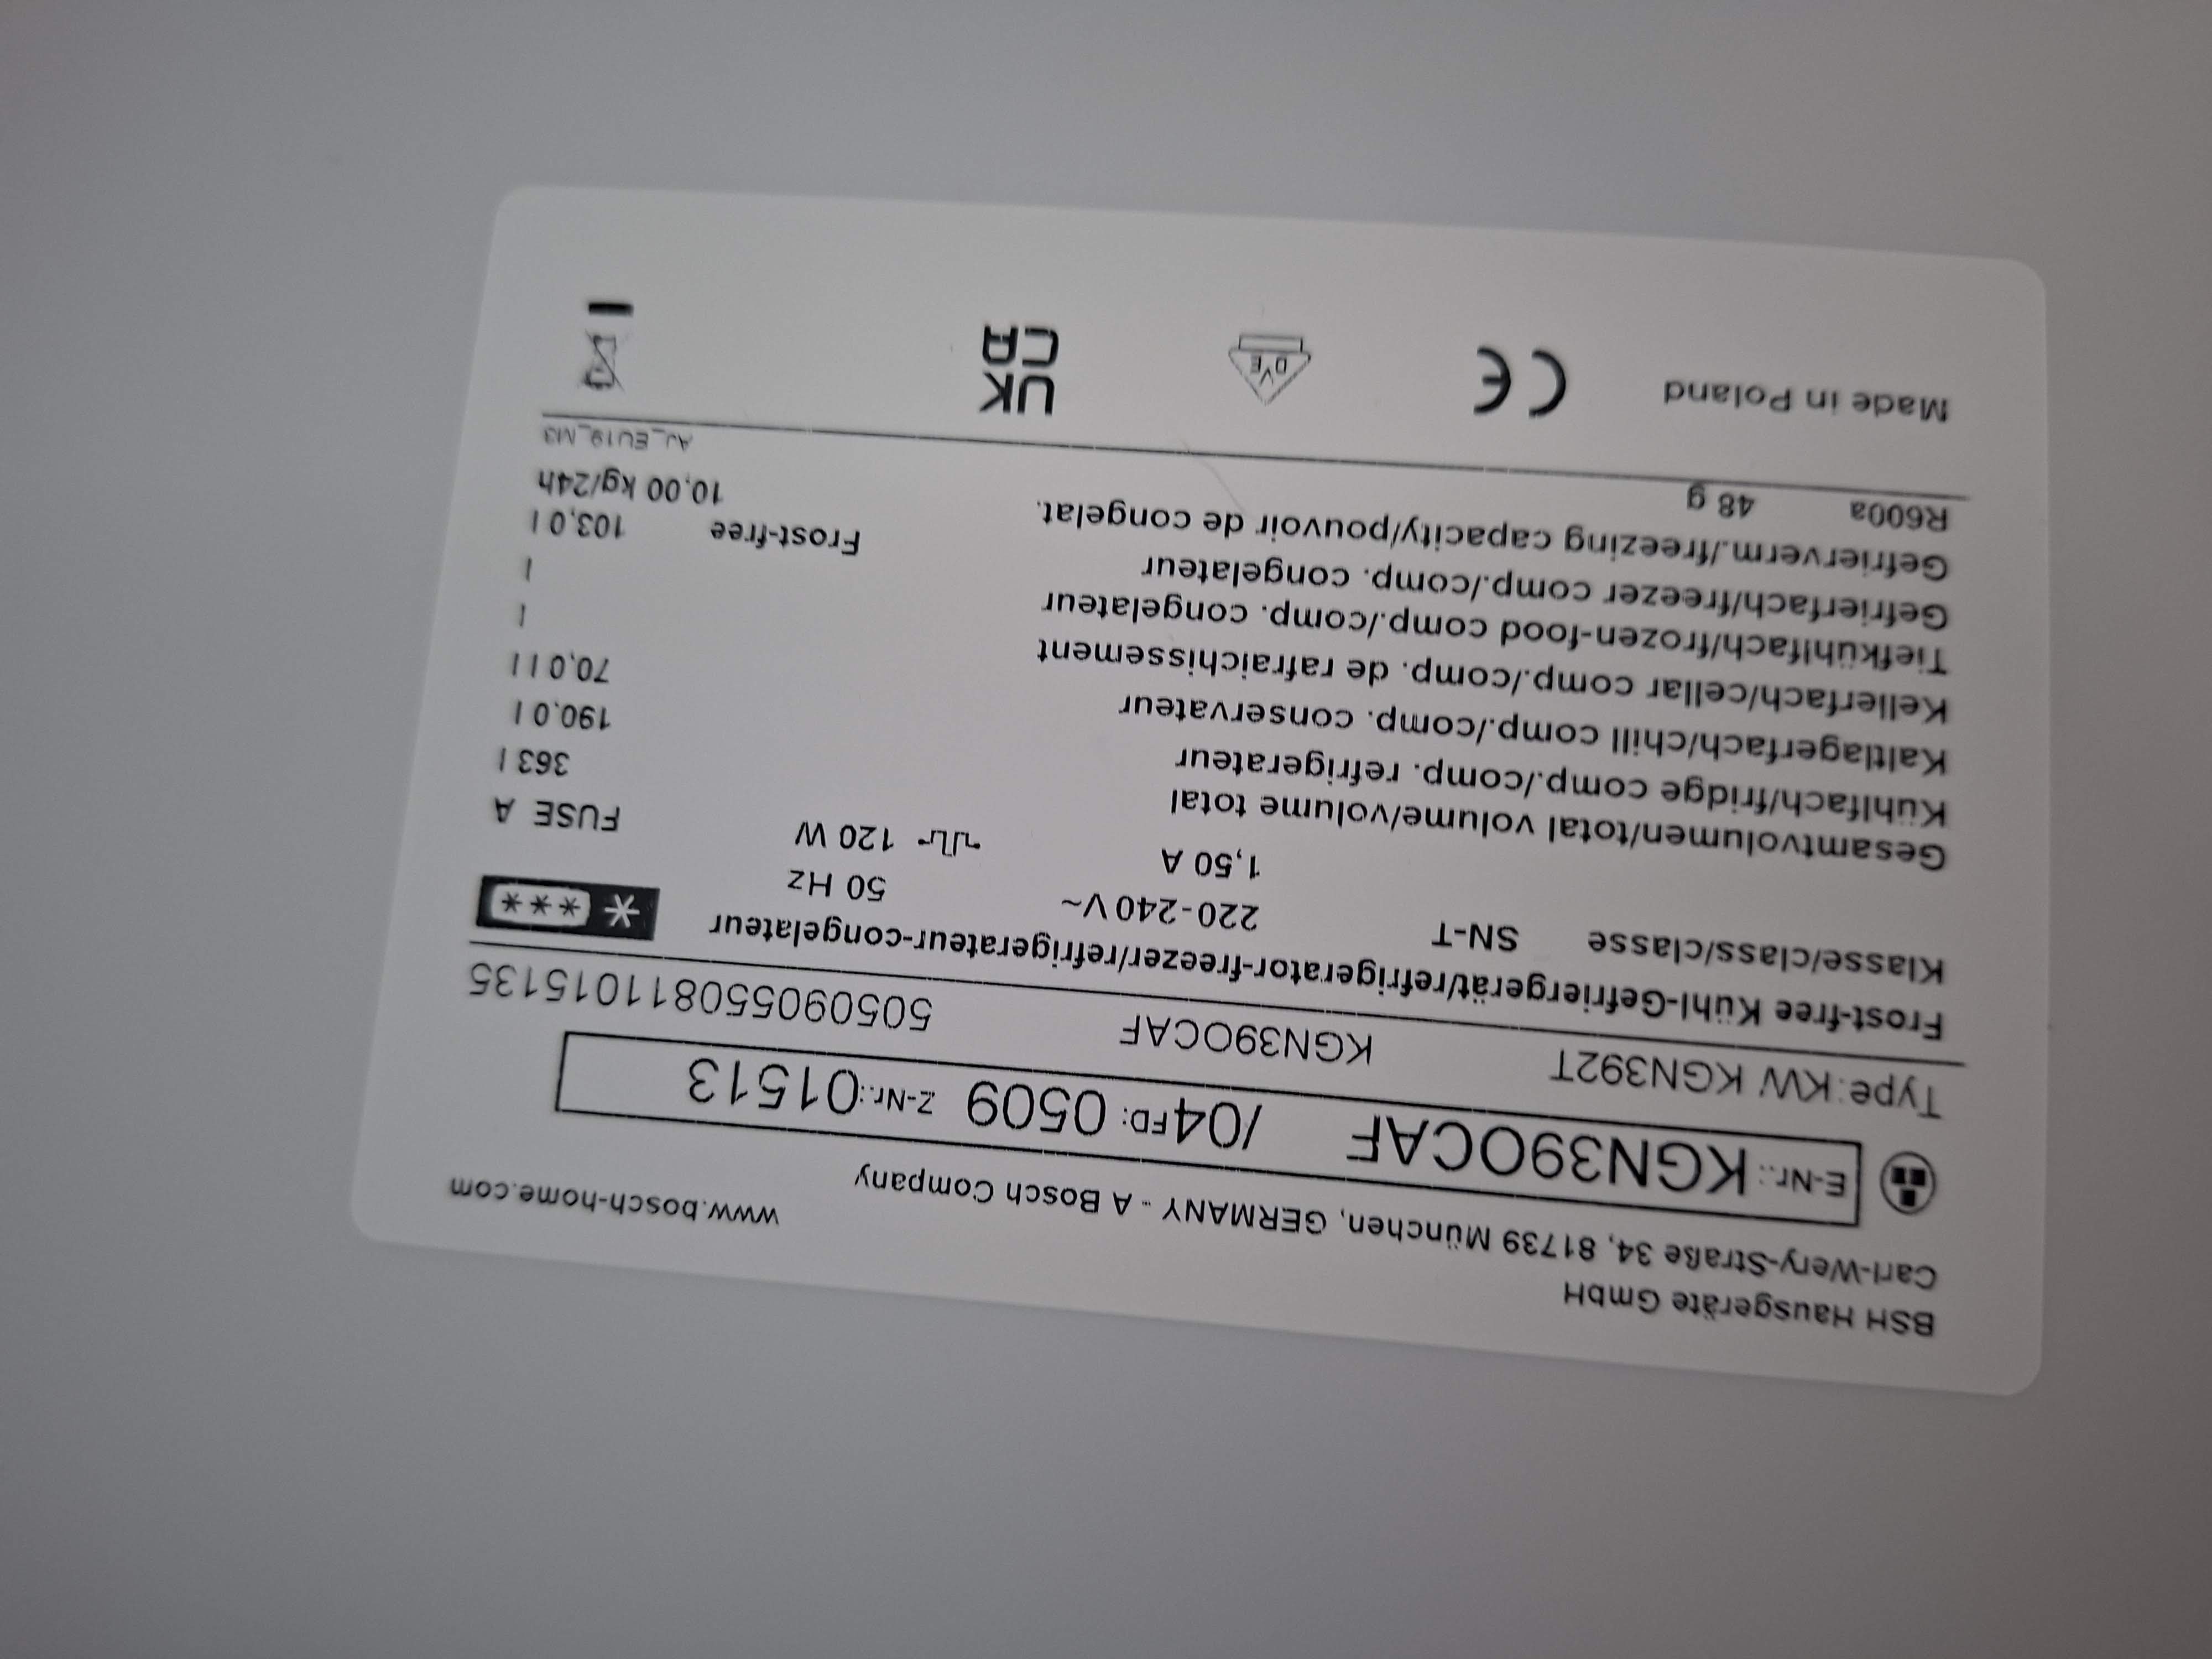 BSH Hausgeräte GmbH
Carl-Wery-Straße 34, 81739 München, GERMANY - A Bosch Company www.bosch-home.com
E-Nr.: KGN39OCAF /04 FD: 0509 Z-Nr.: 01513
Type: KW KGN392T KGN39OCAF 505090550811015135
Frost-free Kühl-Gefriergerät/refrigerator-freezer/refrigerateur-congelateur
Klasse/class/classe SN-T 220-240 V~ 50 Hz
1,50 A 120 W FUSE A
Gesamtvolumen/total volume/volume total 363 l
Kühlfach/fridge comp./comp. refrigerateur 190,0 l
Kaltlagerfach/chill comp./comp. conservateur 70,0 l l
Kellerfach/cellar comp./comp. de rafraichissement l
Tiefkühlfach/frozen-food comp./comp. congelateur l
Gefrierfach/freezer comp./comp. congelateur Frost-free 103,0 l
Gefrierverm./freezing capacity/pouvoir de congelat. 10,00 kg/24h
R600a 48 g AJ_EU19_M3
Made in Poland CE DVE UK
CA